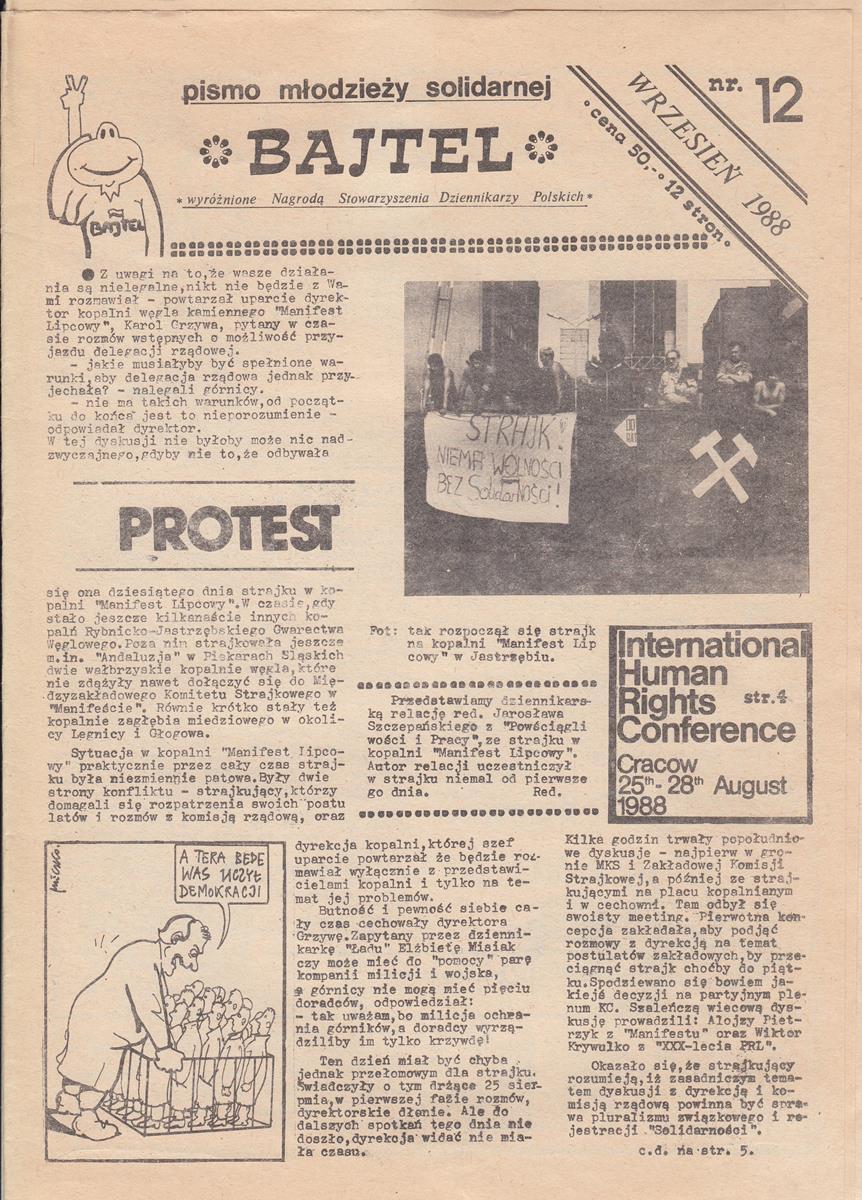 pismo młodzieży solidarnej
BAJTEL
*wyróżnione Nagrodą Stowarzyszenia Dziennikarzy Polskich*
BAJTEL
nr. 12
WRZESIEŃ 1988
• cena 50,- • 12 stron •
● Z uwagi na to,że wasze działa-
nia są nielegalne,nikt nie będzie z Wa-
mi rozmawiał - powtarzał uparcie dyrek-
tor kopalni węgla kamiennego "Manifest
Lipcowy", Karol Grzywa, pytany w cza-
sie rozmów wstępnych o możliwość przy-
jazdu delegacji rządowej.
- jakie musiałyby być spełnione wa-
runki,aby delegacja rządowa jednak przy-
jechała? - nalegali górnicy.
- nie ma takich warunków,od począt-
ku do końca jest to nieporozumienie -
odpowiadał dyrektor.
W tej dyskusji nie byłoby może nic nad-
zwyczajnego,gdyby nie to,że odbywała
PROTEST
się ona dziesiątego dnia strajku w ko-
palni "Manifest Lipcowy".W czasie,gdy
stało jeszcze kilkanaście innych ko-
palń Rybnicko-Jastrzębskiego Gwarectwa
Węglowego.Poza nim strajkowała jeszcze
m.in. "Andaluzja" w Piekarach Śląskich
dwie wałbrzyskie kopalnie węgla,które
nie zdążyły nawet dołączyć się do Mię-
dzyzakładowego Komitetu Strajkowego w
"Manifeście". Równie krótko stały też
kopalnie zagłębia miedziowego w okoli-
cy Legnicy i Głogowa.
Sytuacja w kopalni "Manifest Lipco-
wy" praktycznie przez cały czas straj-
ku była niezmiennie patowa.Były dwie
strony konfliktu - strajkujący,którzy
domagali się rozpatrzenia swoich postu
latów i rozmów z komisją rządową, oraz
STRAJK!
NIEMA WOLNOŚCI
BEZ SolidarNOŚCI!
Fot: tak rozpoczął się strajk
na kopalni "Manifest Lip
cowy" w Jastrzębiu.
Przedstawiamy dziennikars-
ką relację red. Jarosława
Szczepańskiego z "Powściągli
wości i Pracy",ze strajku w
kopalni "Manifest Lipcowy".
Autor relacji uczestniczył
w strajku niemal od pierwsze
go dnia. Red.
International
Human
Rights str.4
Conference
Cracow
25th- 28th August
1988
A TERA BEDE
WAS UCZYŁ
DEMOKRACJI
dyrekcja kopalni,której szef
uparcie powtarzał że będzie roz-
mawiał wyłącznie z przedstawi-
cielami kopalni i tylko na te-
mat jej problemów.
Butność i pewność siebie ca-
ły czas cechowały dyrektora
Grzywę.Zapytany przez dzienni-
karkę "Ładu" Elżbietę Misiak
czy może mieć do "pomocy" parę
kompanii milicji i wojska,
a górnicy nie mogą mieć pięciu
doradców, odpowiedział:
- tak uważam,bo milicja ochra-
nia górników,a doradcy wyrzą-
dziliby im tylko krzywdę!
Ten dzień miał być chyba
jednak przełomowym dla strajku.
Świadczyły o tym drżące 25 sier-
pnia,w pierwszej fazie rozmów,
dyrektorskie dłonie. Ale do
dalszych spotkań tego dnia nie
doszło,dyrekcja widać nie mia-
ła czasu.
Kilka godzin trwały popołudnio-
we dyskusje - najpierw w gro-
nie MKS i Zakładowej Komisji
Strajkowej,a później ze straj-
kującymi na placu kopalnianym
i w cechowni. Tam odbył się
swoisty meeting. Pierwotna kon-
cepcja zakładała,aby podjąć
rozmowy z dyrekcją na temat
postulatów zakładowych,by prze-
ciągnąć strajk choćby do piąt-
ku.Spodziewano się bowiem ja-
kiejś decyzji na partyjnym ple-
num KC. Szaleńczą wiecową dys-
kusję prowadzili: Alojzy Piet-
rzyk z "Manifestu" oraz Wiktor
Krywulko z "XXX-lecia PRL".
Okazało się,że strajkujący
rozumieją,iż zasadniczym tema-
tem dyskusji z dyrekcją i ko-
misją rządową powinna być spra-
wa pluralizmu związkowego i re-
jestracji "Solidarności".
c.d. na str. 5.